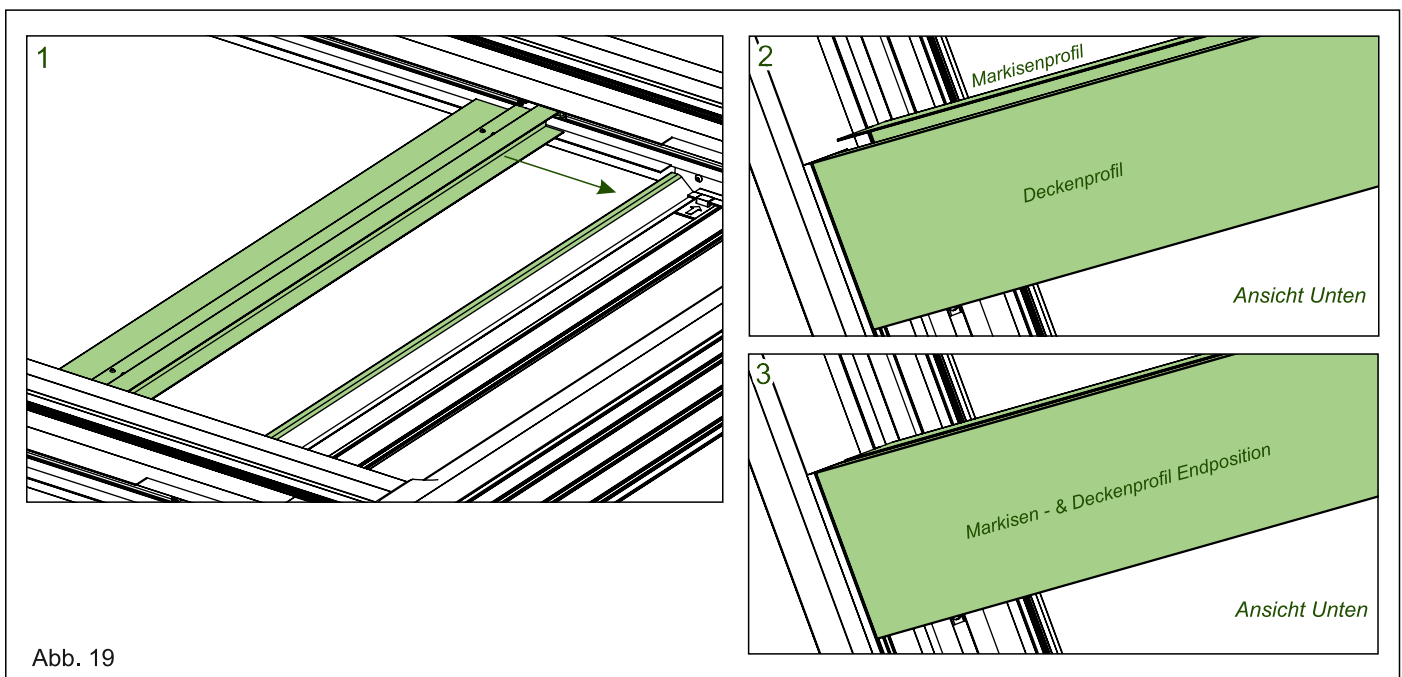 1
2
Markisenprofil
Deckenprofil
Ansicht Unten
3
Markisen - & Deckenprofil Endposition
Ansicht Unten
Abb. 19